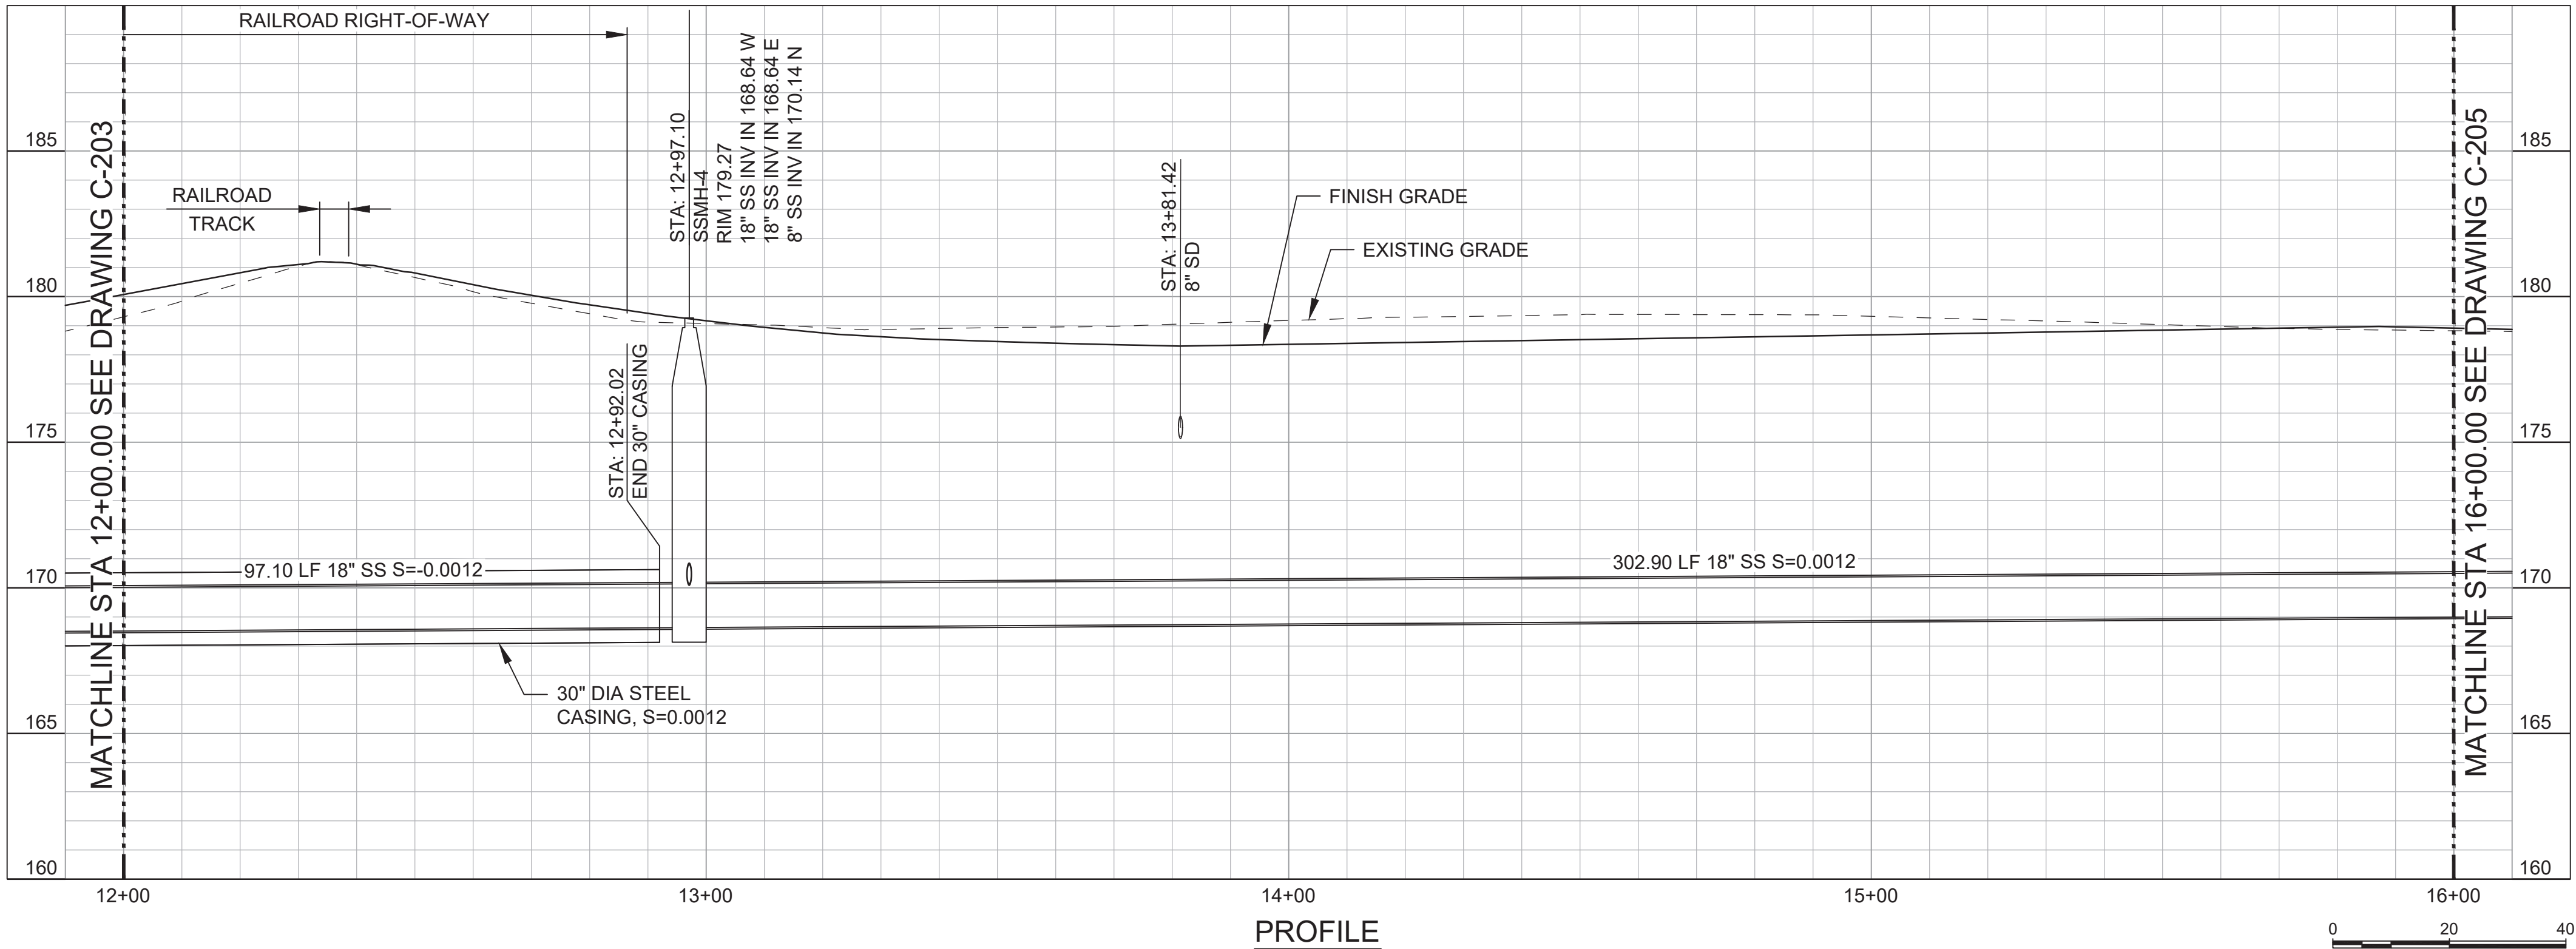 RAILROAD RIGHT-OF-WAY
MATCHLINE STA 12+00.00 SEE DRAWING C-203
RAILROAD
TRACK
STA: 12+97.10
SSMH-4
RIM 179.27
18" SS INV IN 168.64 W
18" SS INV IN 168.64 E
8" SS INV IN 170.14 N
STA: 12+92.02
END 30" CASING
STA: 13+81.42
8" SD
FINISH GRADE
EXISTING GRADE
MATCHLINE STA 16+00.00 SEE DRAWING C-205
97.10 LF 18" SS S=-0.0012
302.90 LF 18" SS S=0.0012
30" DIA STEEL
CASING, S=0.0012
185
180
175
170
165
160
185
180
175
170
165
160
12+00
13+00
14+00
15+00
16+00
PROFILE
0 20 40